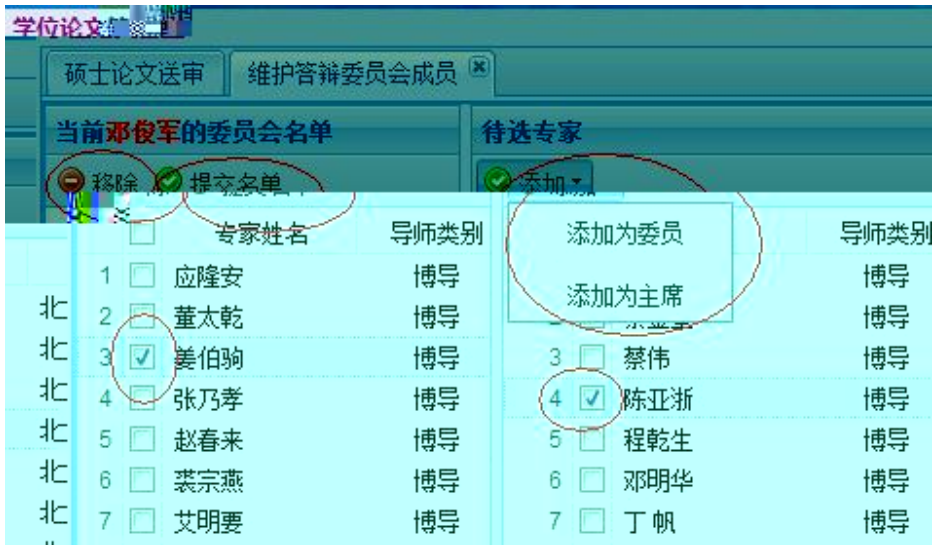 学位论文
硕士论文送审 维护答辩委员会成员
当前邓俊军的委员会名单 待选专家
移除 提交名单 添加
专家姓名 导师类别 添加为委员 导师类别
添加为主席
1 应隆安 博导 博导
北 2 董太乾 博导
北 3 姜伯驹 博导 3 蔡伟 博导
北 4 张乃孝 博导 4 陈亚浙 博导
北 5 赵春来 博导 5 程乾生 博导
北 6 裘宗燕 博导 6 邓明华 博导
北 7 艾明要 博导 7 丁帆 博导